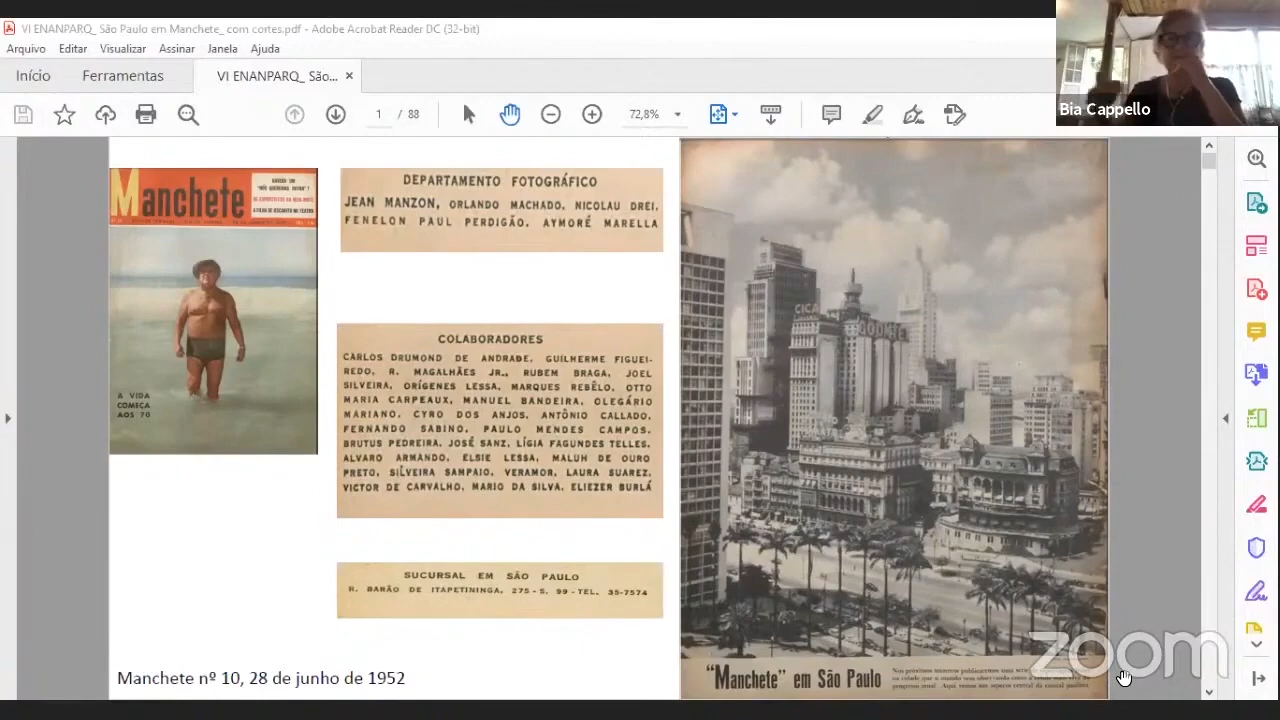 VI ENANPARQ_ São Paulo em Manchete_ com cortes.pdf - Adobe Acrobat Reader DC (32-bit)
Arquivo Editar Visualizar Assinar Janela Ajuda
Início Ferramentas VI ENANPARQ_ São... ×
1 / 88 72,8%
Bia Cappello
Manchete
A VIDA
COMEÇA
AOS 70
DEPARTAMENTO FOTOGRÁFICO
JEAN MANZON, ORLANDO MACHADO, NICOLAU DREI,
FENELON PAUL PERDIGÃO, AYMORÉ MARELLA
COLABORADORES
CARLOS DRUMOND DE ANDRADE, GUILHERME FIGUEI-
REDO, R. MAGALHÃES JR., RUBEM BRAGA, JOEL
SILVEIRA, ORÍGENES LESSA, MARQUES REBÊLO, OTTO
MARIA CARPEAUX, MANUEL BANDEIRA, OLEGÁRIO
MARIANO, CYRO DOS ANJOS, ANTÔNIO CALLADO,
FERNANDO SABINO, PAULO MENDES CAMPOS,
BRUTUS PEDREIRA, JOSÉ SANZ, LÍGIA FAGUNDES TELLES,
ALVARO ARMANDO, ELSIE LESSA, MALUH DE OURO
PRETO, SILVEIRA SAMPAIO, VERAMOR, LAURA SUAREZ,
VICTOR DE CARVALHO, MARIO DA SILVA, ELIEZER BURLÁ
SUCURSAL EM SÃO PAULO
R. BARÃO DE ITAPETININGA, 275 - S. 99 - TEL. 35-7574
Manchete nº 10, 28 de junho de 1952
CICA
"Manchete" em São Paulo
zoom